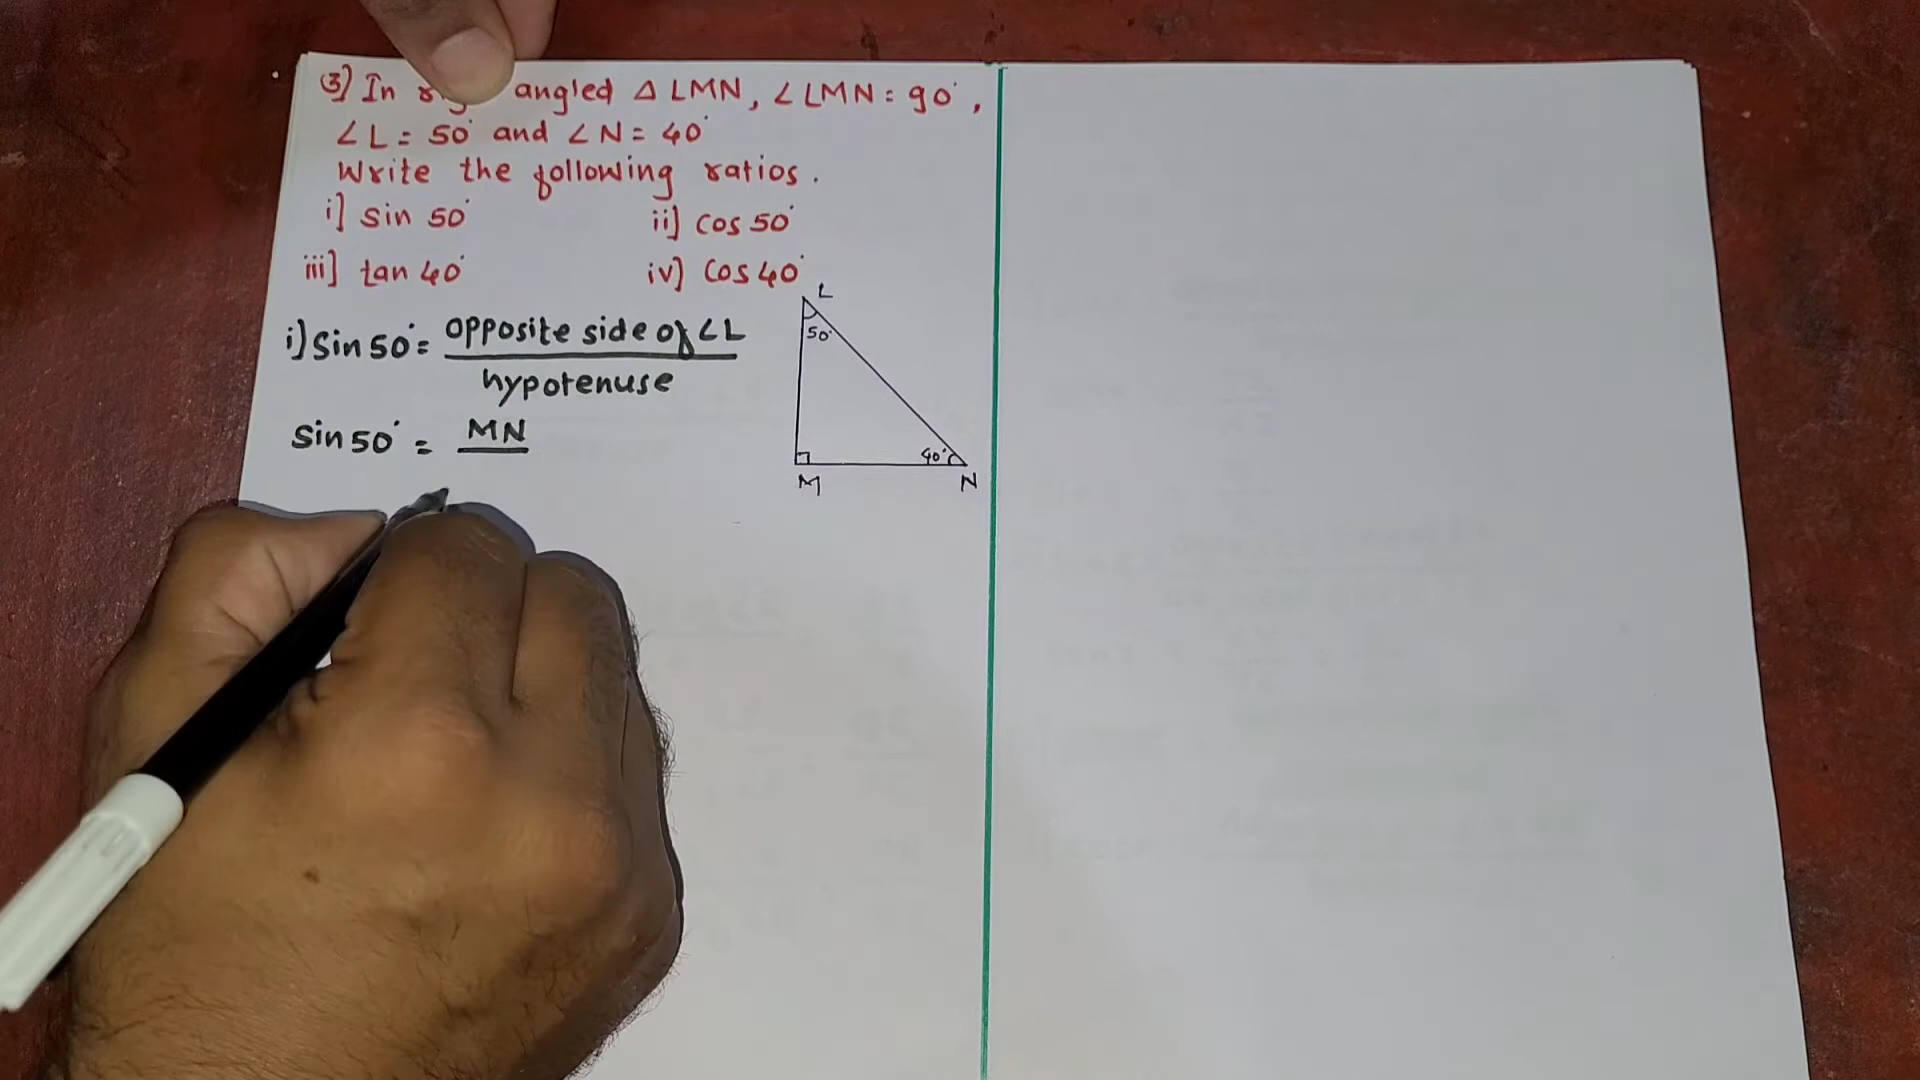 3] In angled △ LMN, ∠LMN = 90°,
∠L = 50° and ∠N = 40°
Write the following ratios.
i] sin 50° ii] cos 50°
iii] tan 40° iv] cos 40°
i) Sin 50° = opposite side of ∠L
hypotenuse
Sin 50° = MN
L
50°
40°
M N